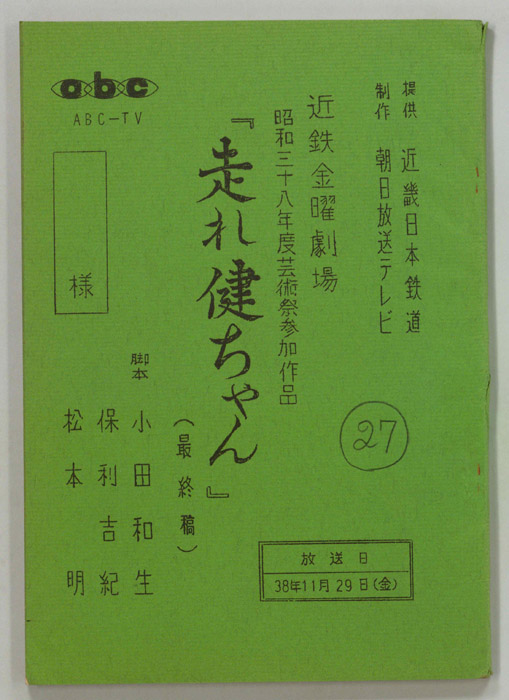 abc
ABC-TV
様
提供 近畿日本鉄道
制作 朝日放送テレビ
近鉄金曜劇場
昭和三十八年度芸術祭参加作品
『走れ健ちゃん』
(最終稿)
脚本 小田和生
保利吉紀
松本明
27
放送日
38年11月29日(金)